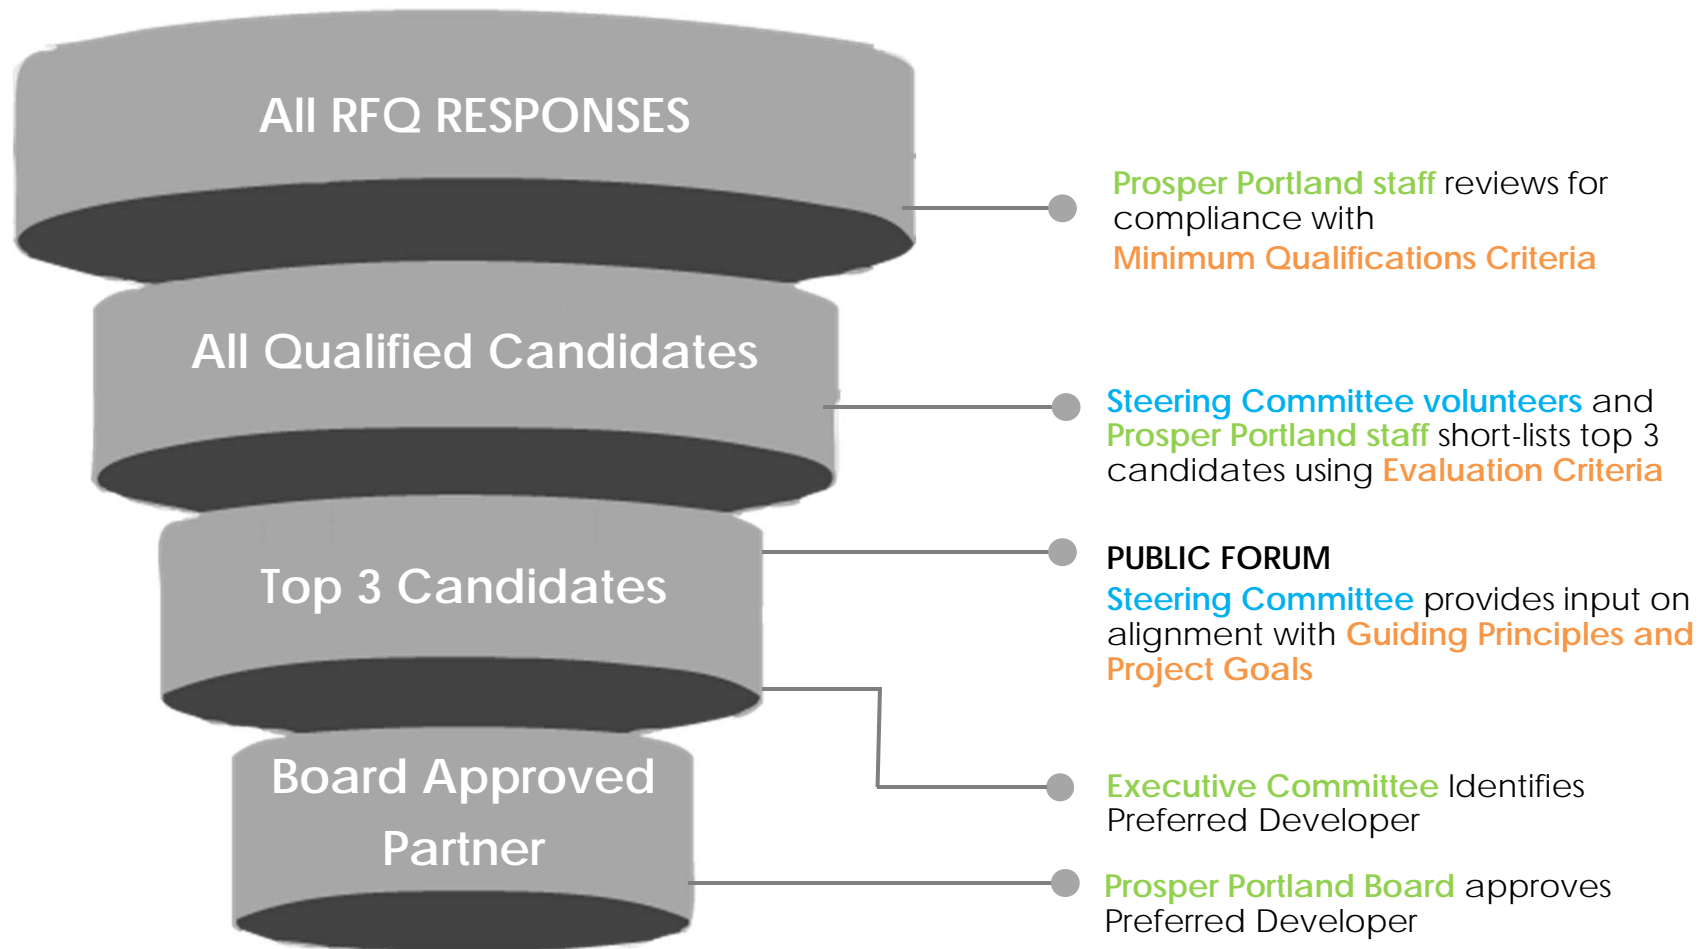 All RFQ RESPONSES
Prosper Portland staff reviews for
compliance with
Minimum Qualifications Criteria
All Qualified Candidates
Steering Committee volunteers and
Prosper Portland staff short-lists top 3
candidates using Evaluation Criteria
Top 3 Candidates
PUBLIC FORUM
Steering Committee provides input on
alignment with Guiding Principles and
Project Goals
Board Approved
Partner
Executive Committee Identifies
Preferred Developer
Prosper Portland Board approves
Preferred Developer